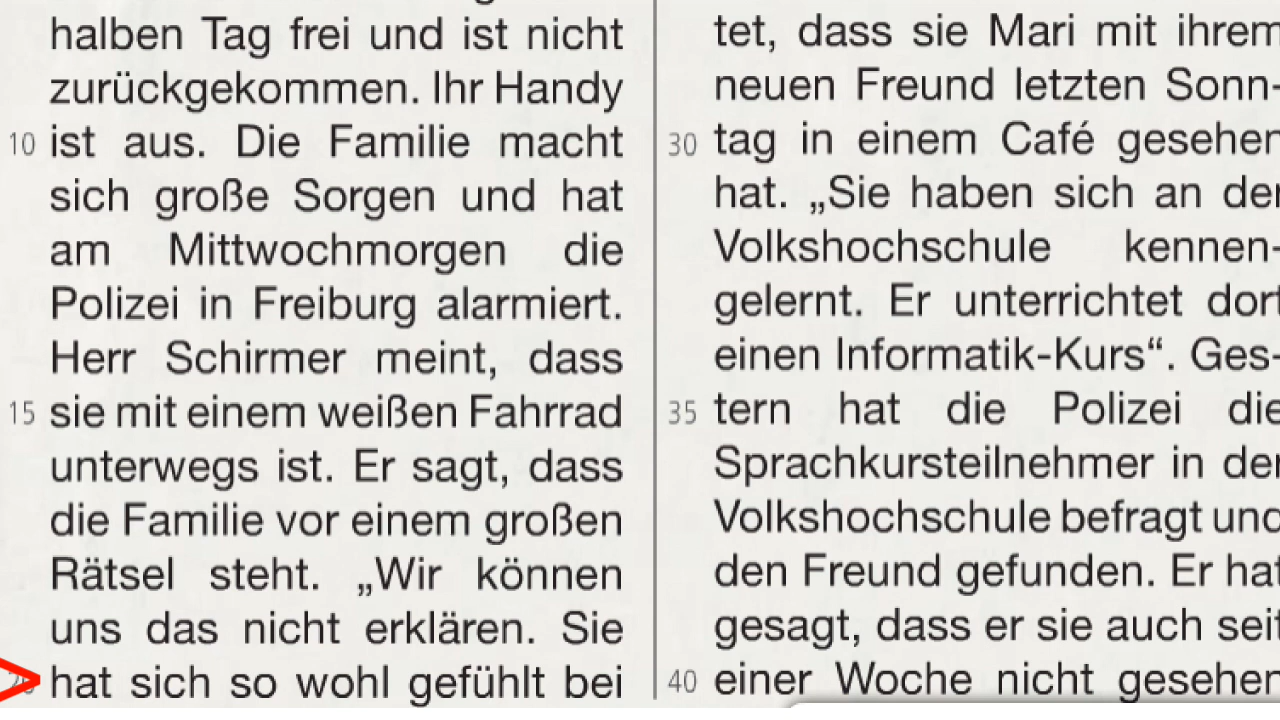 halben Tag frei und ist nicht
zurückgekommen. Ihr Handy
10 ist aus. Die Familie macht
sich große Sorgen und hat
am Mittwochmorgen die
Polizei in Freiburg alarmiert.
Herr Schirmer meint, dass
15 sie mit einem weißen Fahrrad
unterwegs ist. Er sagt, dass
die Familie vor einem großen
Rätsel steht. „Wir können
uns das nicht erklären. Sie
hat sich so wohl gefühlt bei
tet, dass sie Mari mit ihrem
neuen Freund letzten Sonn-
30 tag in einem Café gesehen
hat. „Sie haben sich an der
Volkshochschule kennen-
gelernt. Er unterrichtet dort
einen Informatik-Kurs“. Ges-
35 tern hat die Polizei die
Sprachkursteilnehmer in der
Volkshochschule befragt und
den Freund gefunden. Er hat
gesagt, dass er sie auch seit
40 einer Woche nicht gesehen